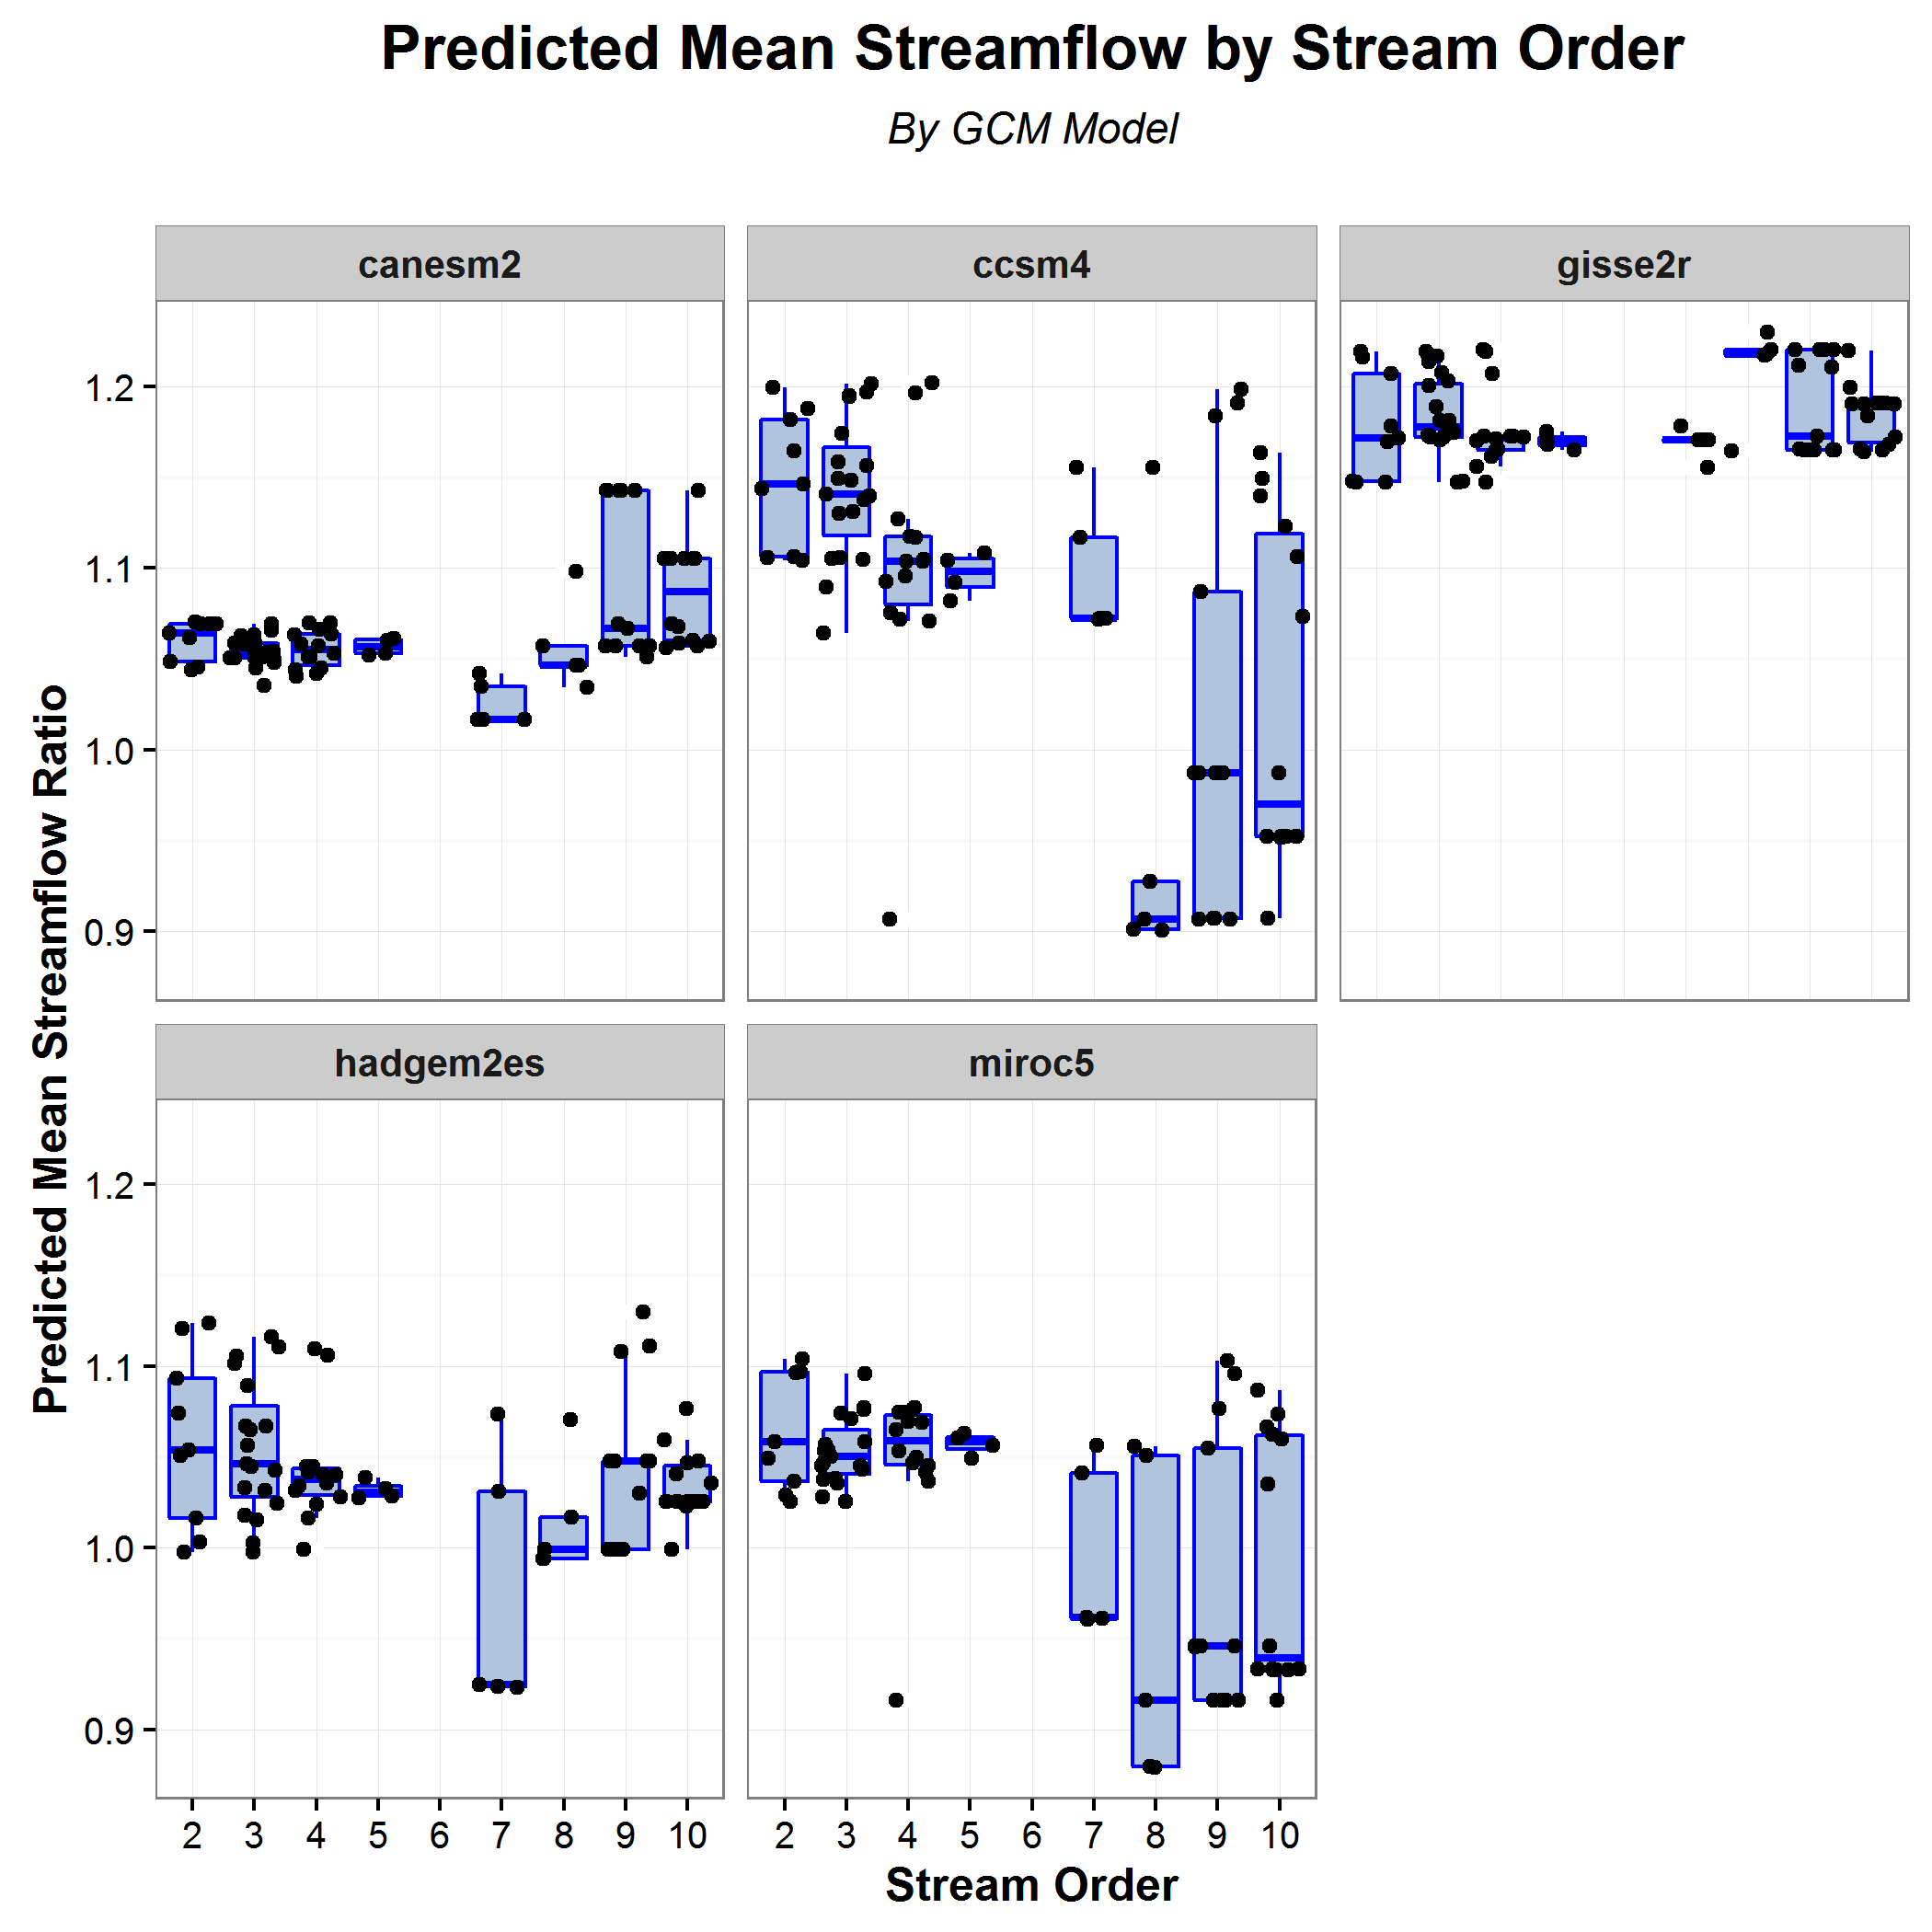 Predicted Mean Streamflow by Stream Order
By GCM Model
canesm2
ccsm4
gisse2r
1.2
1.1
1.0
0.9
hadgem2es
miroc5
1.2
1.1
1.0
0.9
2 3 4 5 6 7 8 9 10
2 3 4 5 6 7 8 9 10
Stream Order
Predicted Mean Streamflow Ratio